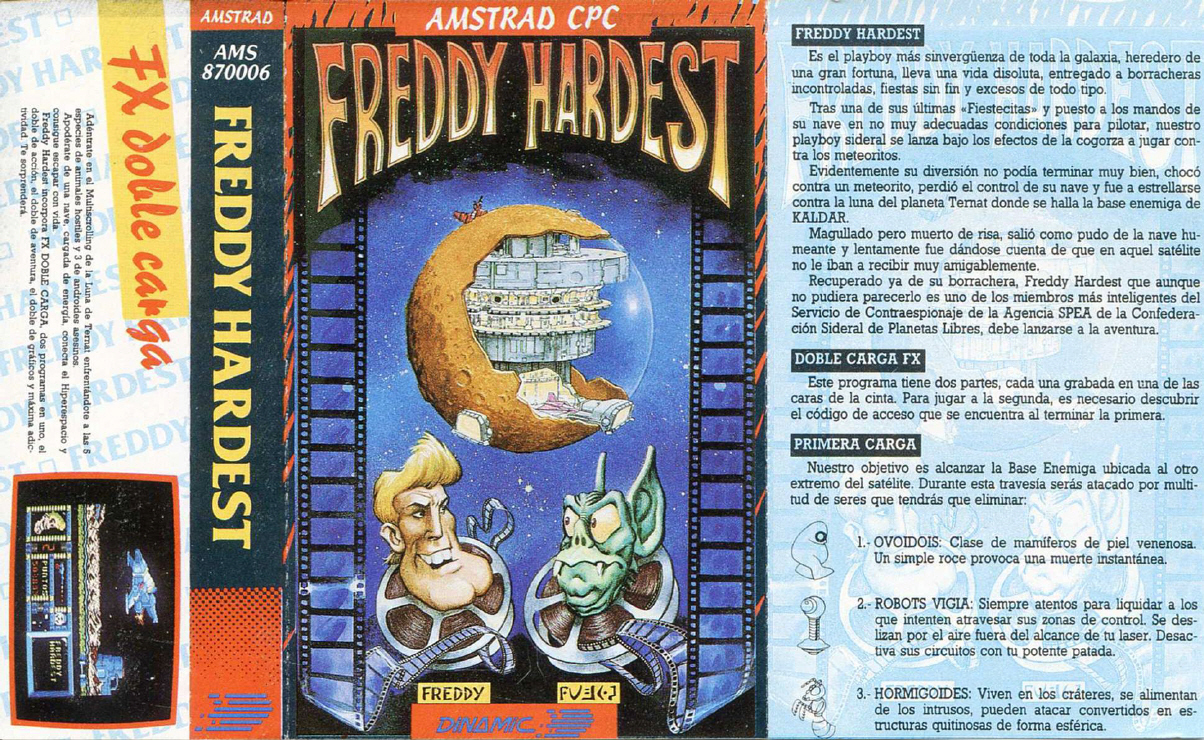 FX doble carga
Adéntrate en el Multiscrolling de la Luna de Ternat enfrentándote a las 5
especies de animales hostiles y 3 de androides asesinos.
Apodérate de una nave, cargada de energía, conecta el Hiperespacio y
consigue escapar con vida.
Freddy Hardest incorpora FX DOBLE CARGA, dos programas en uno, el
doble de acción, el doble de aventura, el doble de gráficos y máxima adic-
tividad. Te sorprenderá.
PUNTOS
FREDDY
HARDEST
AMSTRAD
AMS
870006
FREDDY HARDEST
AMSTRAD CPC
FREDDY HARDEST
FREDDY
DINAMIC
FREDDY HARDEST
Es el playboy más sinvergüenza de toda la galaxia, heredero de
una gran fortuna, lleva una vida disoluta, entregado a borracheras
incontroladas, fiestas sin fin y excesos de todo tipo.
Tras una de sus últimas «Fiestecitas» y puesto a los mandos de
su nave en no muy adecuadas condiciones para pilotar, nuestro
playboy sideral se lanza bajo los efectos de la cogorza a jugar con-
tra los meteoritos.
Evidentemente su diversión no podía terminar muy bien, chocó
contra un meteorito, perdió el control de su nave y fue a estrellarse
contra la luna del planeta Ternat donde se halla la base enemiga de
KALDAR.
Magullado pero muerto de risa, salió como pudo de la nave hu-
meante y lentamente fue dándose cuenta de que en aquel satélite
no le iban a recibir muy amigablemente.
Recuperado ya de su borrachera, Freddy Hardest que aunque
no pudiera parecerlo es uno de los miembros más inteligentes del
Servicio de Contraespionaje de la Agencia SPEA de la Confedera-
ción Sideral de Planetas Libres, debe lanzarse a la aventura.
DOBLE CARGA FX
Este programa tiene dos partes, cada una grabada en una de las
caras de la cinta. Para jugar a la segunda, es necesario descubrir
el código de acceso que se encuentra al terminar la primera.
PRIMERA CARGA
Nuestro objetivo es alcanzar la Base Enemiga ubicada al otro
extremo del satélite. Durante esta travesía serás atacado por multi-
tud de seres que tendrás que eliminar:
1.- OVOIDOIS: Clase de mamíferos de piel venenosa.
Un simple roce provoca una muerte instantánea.
2.- ROBOTS VIGIA: Siempre atentos para liquidar a los
que intenten atravesar sus zonas de control. Se des-
lizan por el aire fuera del alcance de tu laser. Desac
tiva sus circuitos con tu potente patada.
3.- HORMIGOIDES: Viven en los cráteres, se alimentan
de los intrusos, pueden atacar convertidos en es-
tructuras quitinosas de forma esférica.